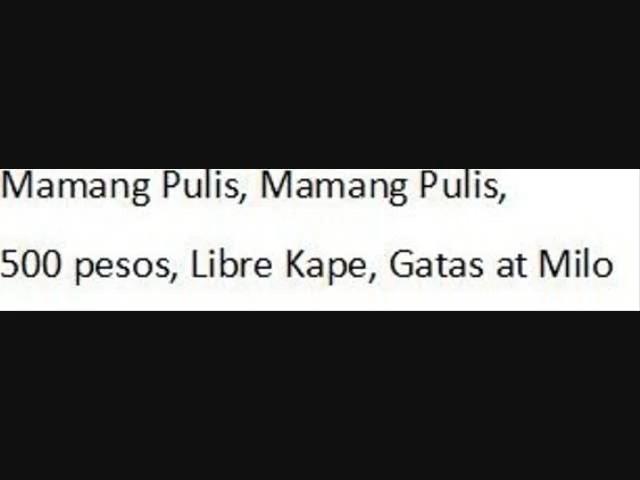 Mamang Pulis, Mamang Pulis,
500 pesos, Libre Kape, Gatas at Milo